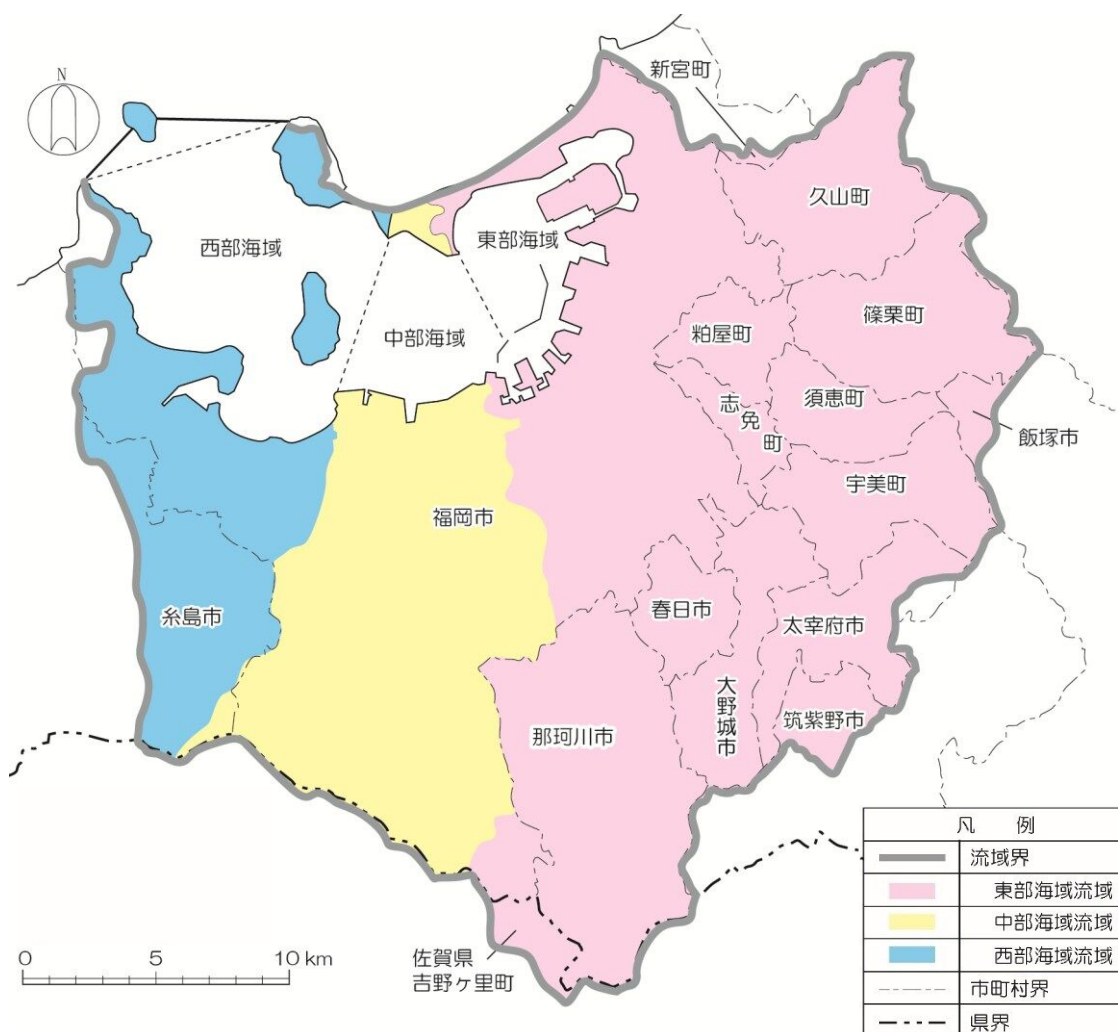 N
新宮町
久山町
西部海域
東部海域
篠栗町
粕屋町
中部海域
須恵町
志免町
飯塚市
宇美町
福岡市
春日市
糸島市
太宰府市
大野城市
筑紫野市
那珂川市
佐賀県
吉野ヶ里町
0 5 10 km
凡 例
流域界
東部海域流域
中部海域流域
西部海域流域
市町村界
県界